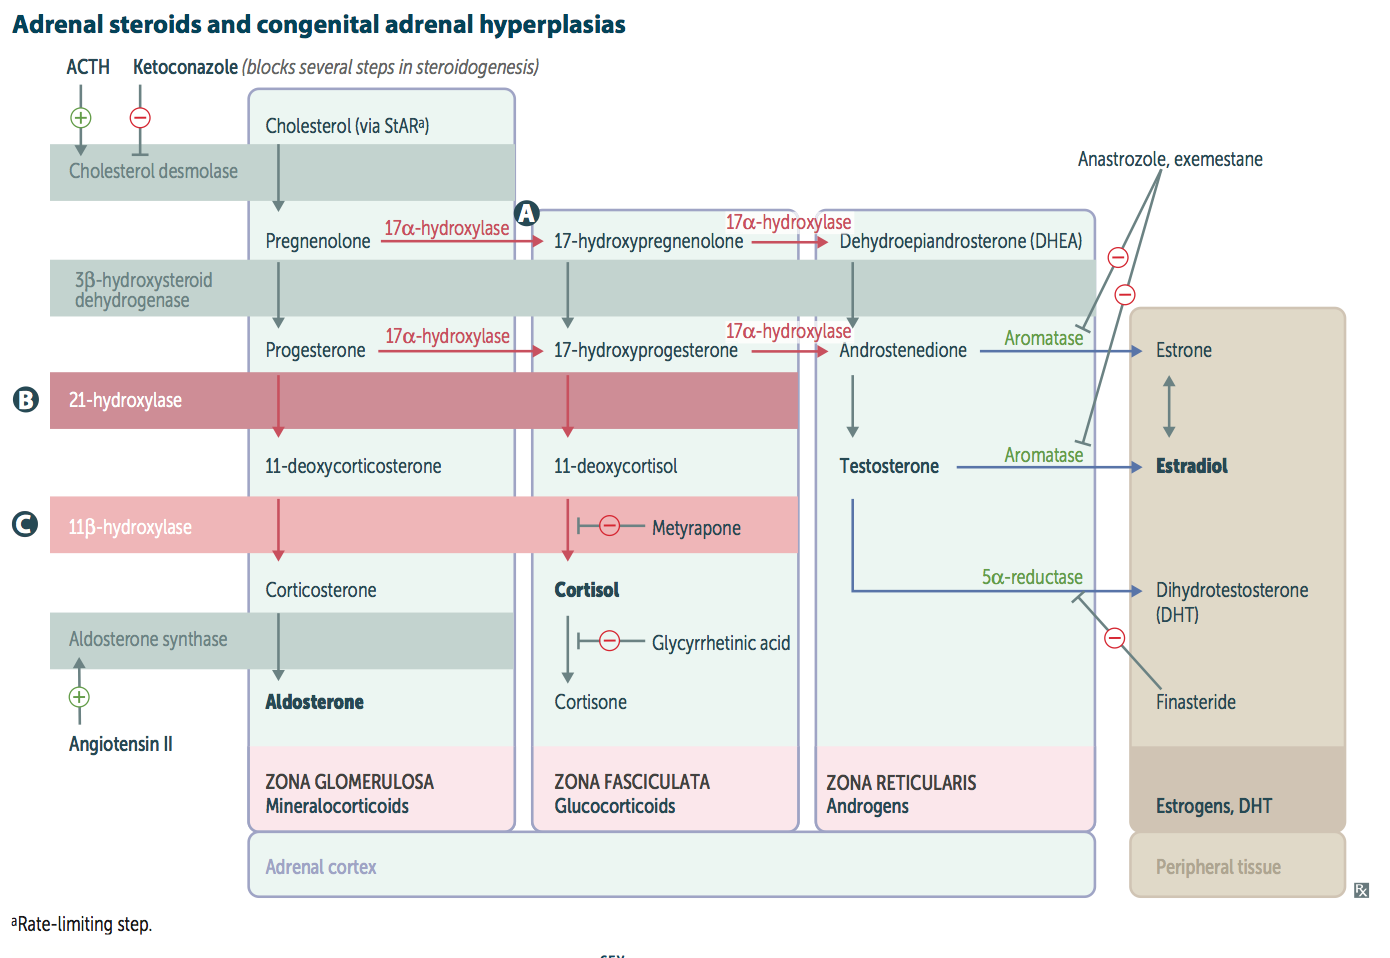 Adrenal steroids and congenital adrenal hyperplasias
ACTH
Ketoconazole (blocks several steps in steroidogenesis)
Cholesterol (via StARᵃ)
Cholesterol desmolase
Anastrozole, exemestane
A
17α-hydroxylase
17α-hydroxylase
Pregnenolone
17-hydroxypregnenolone
Dehydroepiandrosterone (DHEA)
3β-hydroxysteroid
dehydrogenase
17α-hydroxylase
17α-hydroxylase
Aromatase
Progesterone
17-hydroxyprogesterone
Androstenedione
Estrone
B
21-hydroxylase
Aromatase
11-deoxycorticosterone
11-deoxycortisol
Testosterone
Estradiol
C
11β-hydroxylase
Metyrapone
5α-reductase
Corticosterone
Cortisol
Dihydrotestosterone
(DHT)
Aldosterone synthase
Glycyrrhetinic acid
Aldosterone
Cortisone
Finasteride
Angiotensin II
ZONA GLOMERULOSA
Mineralocorticoids
ZONA FASCICULATA
Glucocorticoids
ZONA RETICULARIS
Androgens
Estrogens, DHT
Adrenal cortex
Peripheral tissue
Rx
ᵃRate-limiting step.